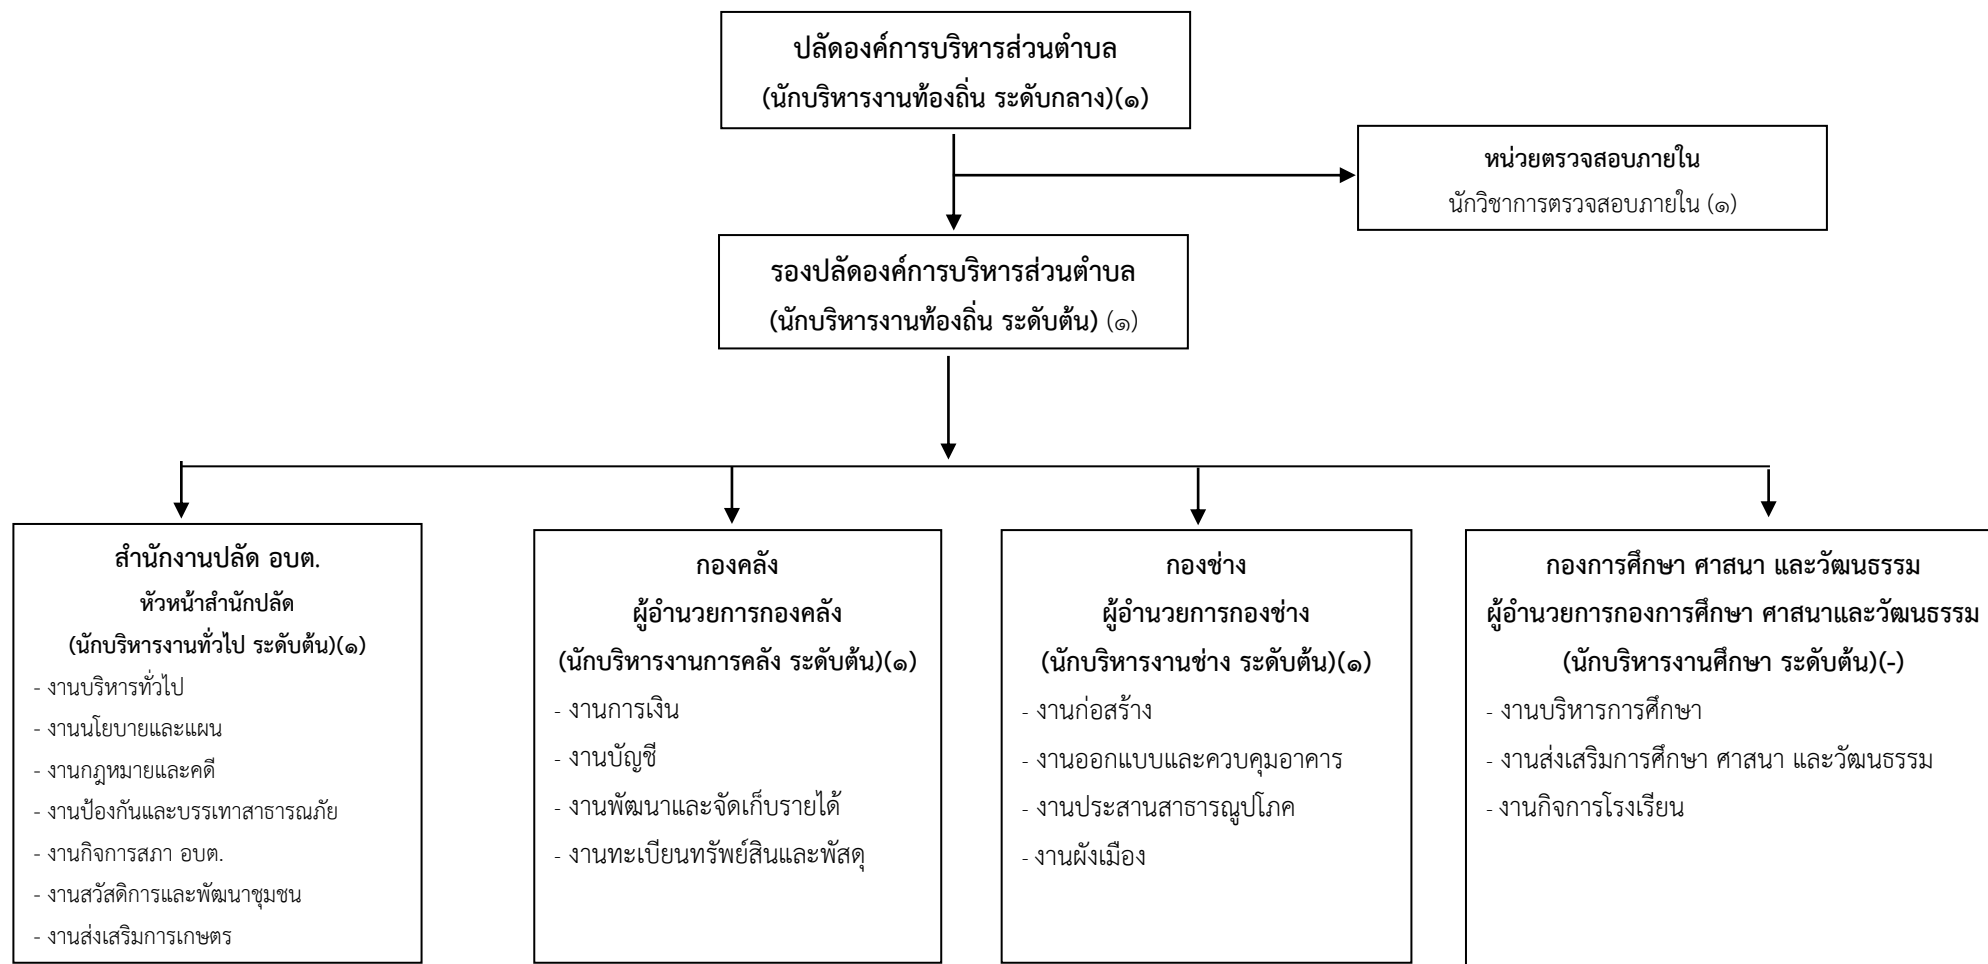 ปลัดองค์การบริหารส่วนตำบล
(นักบริหารงานท้องถิ่น ระดับกลาง)(๑)
หน่วยตรวจสอบภายใน
นักวิชาการตรวจสอบภายใน (๑)
รองปลัดองค์การบริหารส่วนตำบล
(นักบริหารงานท้องถิ่น ระดับต้น) (๑)
สำนักงานปลัด อบต.
หัวหน้าสำนักปลัด
(นักบริหารงานทั่วไป ระดับต้น)(๑)
- งานบริหารทั่วไป
- งานนโยบายและแผน
- งานกฎหมายและคดี
- งานป้องกันและบรรเทาสาธารณภัย
- งานกิจการสภา อบต.
- งานสวัสดิการและพัฒนาชุมชน
- งานส่งเสริมการเกษตร
กองคลัง
ผู้อำนวยการกองคลัง
(นักบริหารงานการคลัง ระดับต้น)(๑)
- งานการเงิน
- งานบัญชี
- งานพัฒนาและจัดเก็บรายได้
- งานทะเบียนทรัพย์สินและพัสดุ
กองช่าง
ผู้อำนวยการกองช่าง
(นักบริหารงานช่าง ระดับต้น)(๑)
- งานก่อสร้าง
- งานออกแบบและควบคุมอาคาร
- งานประสานสาธารณูปโภค
- งานผังเมือง
กองการศึกษา ศาสนา และวัฒนธรรม
ผู้อำนวยการกองการศึกษา ศาสนาและวัฒนธรรม
(นักบริหารงานศึกษา ระดับต้น)(-)
- งานบริหารการศึกษา
- งานส่งเสริมการศึกษา ศาสนา และวัฒนธรรม
- งานกิจการโรงเรียน